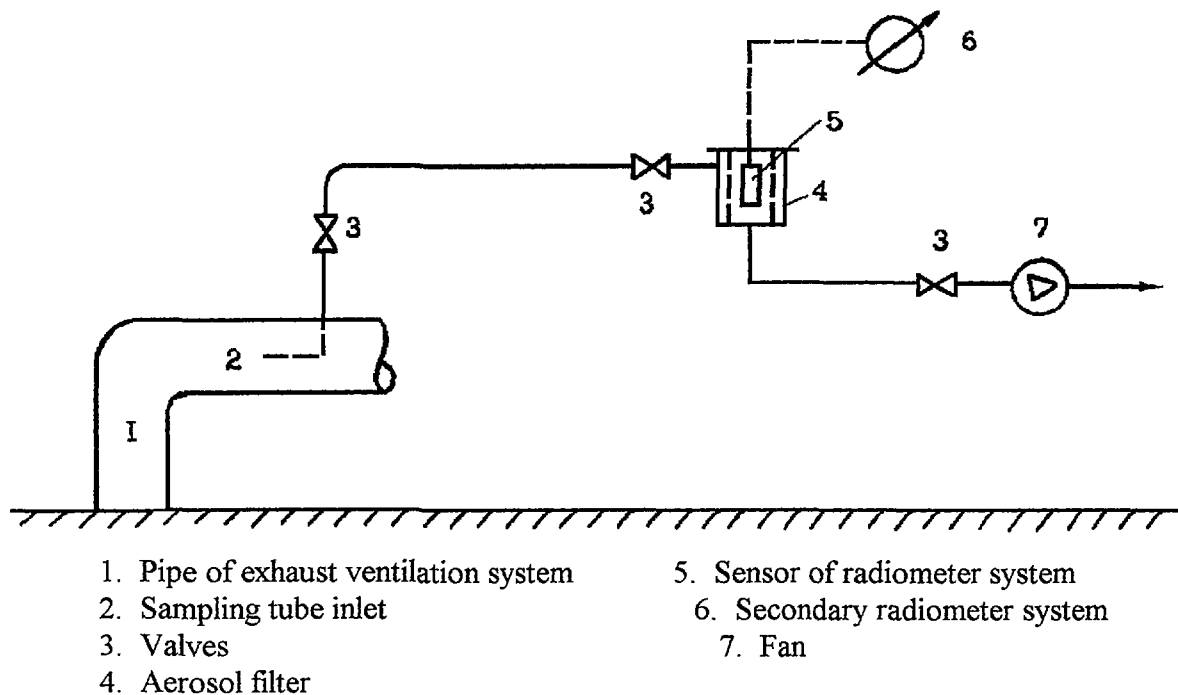 6
5
4
3
3
3
7
2
I
1. Pipe of exhaust ventilation system
2. Sampling tube inlet
3. Valves
4. Aerosol filter
5. Sensor of radiometer system
6. Secondary radiometer system
7. Fan